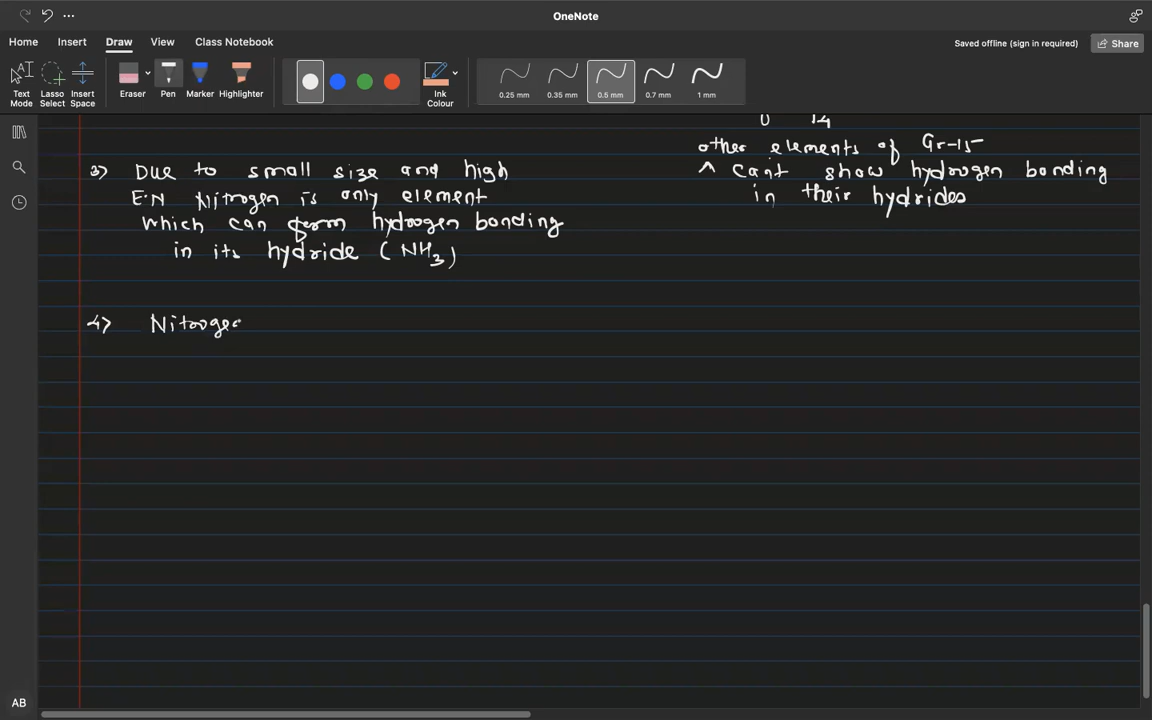 OneNote
Home Insert Draw View Class Notebook
Saved offline (sign in required)
Share
Text Mode
Lasso Select
Insert Space
Eraser
Pen
Marker
Highlighter
Ink Colour
0.25 mm
0.35 mm
0.5 mm
0.7 mm
1 mm
3) Due to small size and high
E.N Nitrogen is only element
which can form hydrogen bonding
in its hydride (NH3)
other elements of Gr-15
^ can't show hydrogen bonding
in their hydrides
4) Nitroge
AB